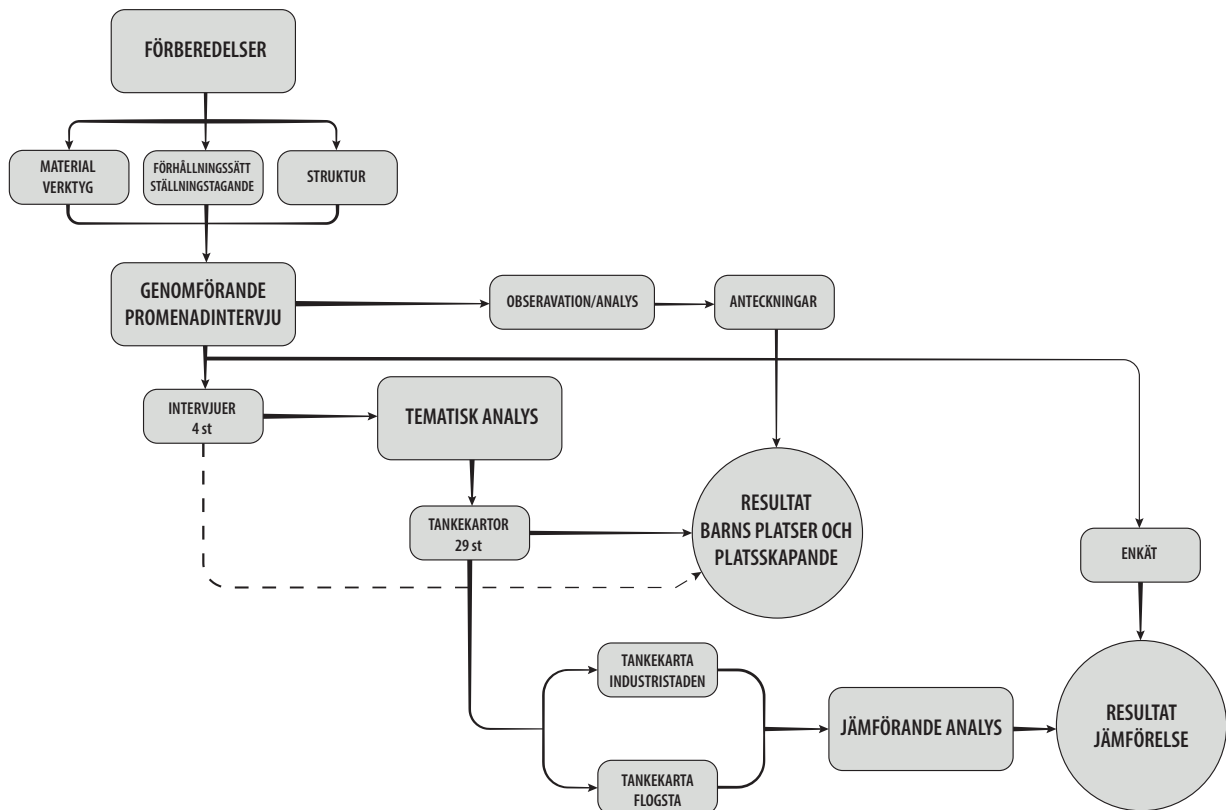 FÖRBEREDELSER
MATERIAL
VERKTYG
FÖRHÅLLNINGSSÄTT
STÄLLNINGSTAGANDE
STRUKTUR
GENOMFÖRANDE
PROMENADINTERVJU
OBSERAVATION/ANALYS
ANTECKNINGAR
INTERVJUER
4 st
TEMATISK ANALYS
TANKEKARTOR
29 st
RESULTAT
BARNS PLATSER OCH
PLATSSKAPANDE
ENKÄT
TANKEKARTA
INDUSTRISTADEN
TANKEKARTA
FLOGSTA
JÄMFÖRANDE ANALYS
RESULTAT
JÄMFÖRELSE